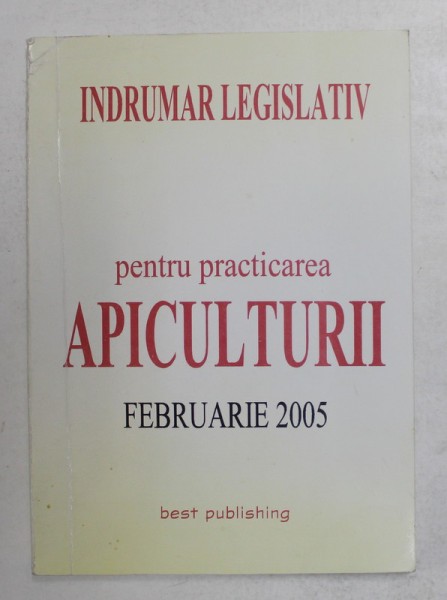 INDRUMAR LEGISLATIV
pentru practicarea
APICULTURII
FEBRUARIE 2005
best publishing